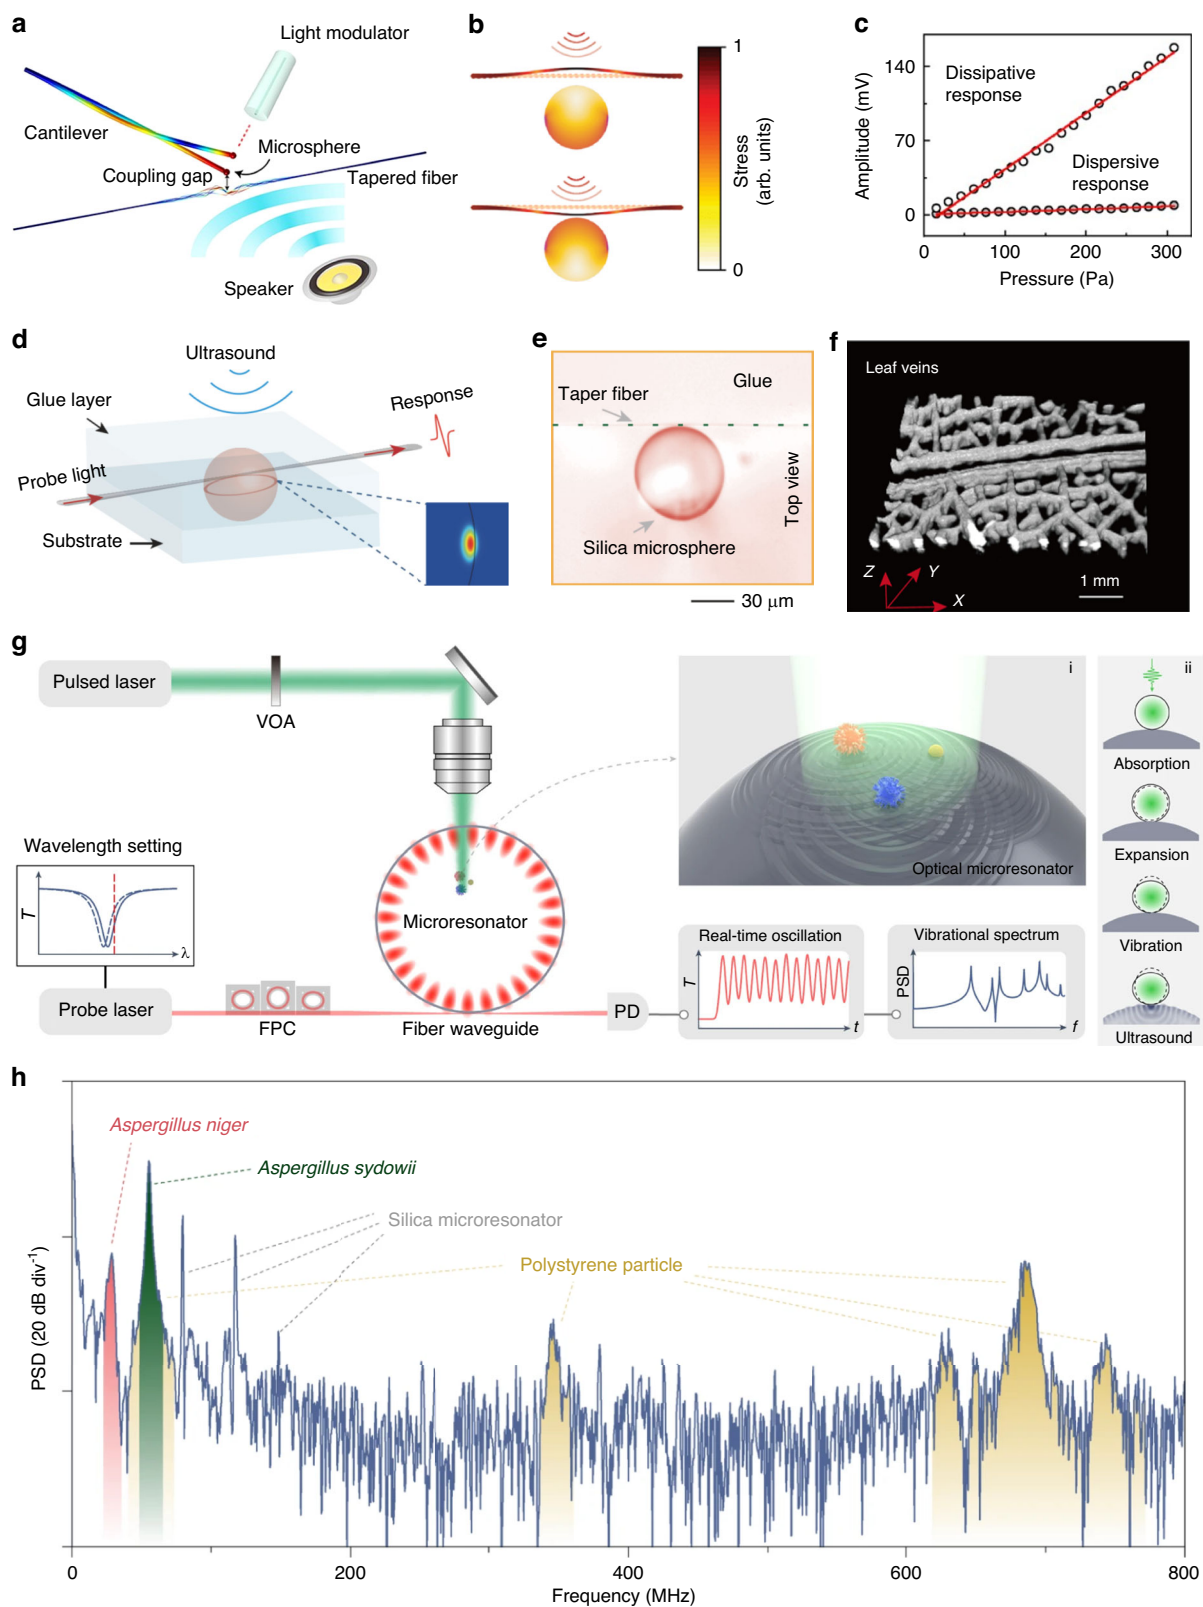 a
Light modulator
Cantilever
Microsphere
Coupling gap
Tapered fiber
Speaker
b
1
Stress
(arb. units)
0
c
Amplitude (mV)
140
70
0
Dissipative
response
Dispersive
response
0
100
200
300
Pressure (Pa)
d
Ultrasound
Glue layer
Response
Probe light
Substrate
e
Glue
Taper fiber
Top view
Silica microsphere
30 μm
f
Leaf veins
Z
Y
X
1 mm
g
Pulsed laser
VOA
Wavelength setting
T
λ
Probe laser
FPC
Microresonator
Fiber waveguide
PD
i
Optical microresonator
Real-time oscillation
T
t
Vibrational spectrum
PSD
f
ii
Absorption
Expansion
Vibration
Ultrasound
h
Aspergillus niger
Aspergillus sydowii
Silica microresonator
Polystyrene particle
PSD (20 dB div⁻¹)
0
200
400
600
800
Frequency (MHz)